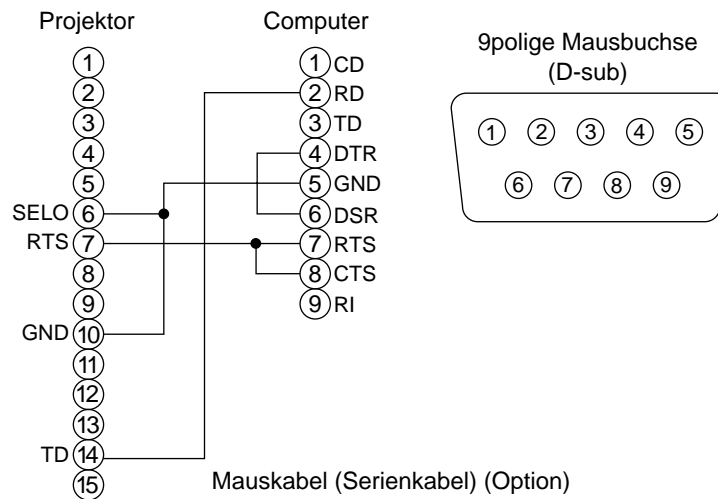 Projektor
1
2
3
4
5
SELO 6
RTS 7
8
9
GND 10
11
12
13
TD 14
15
Computer
1 CD
2 RD
3 TD
4 DTR
5 GND
6 DSR
7 RTS
8 CTS
9 RI
9polige Mausbuchse
(D-sub)
1 2 3 4 5
6 7 8 9
Mauskabel (Serienkabel) (Option)